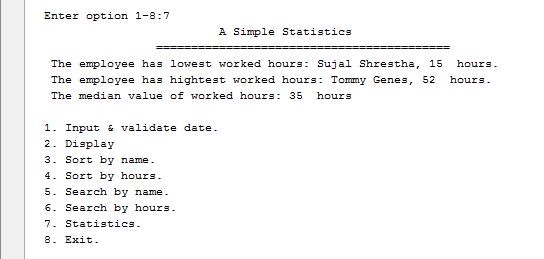 Enter option 1-8:7
A Simple Statistics
==========================================
The employee has lowest worked hours: Sujal Shrestha, 15  hours.
The employee has hightest worked hours: Tommy Genes, 52  hours.
The median value of worked hours: 35  hours
1. Input & validate date.
2. Display
3. Sort by name.
4. Sort by hours.
5. Search by name.
6. Search by hours.
7. Statistics.
8. Exit.